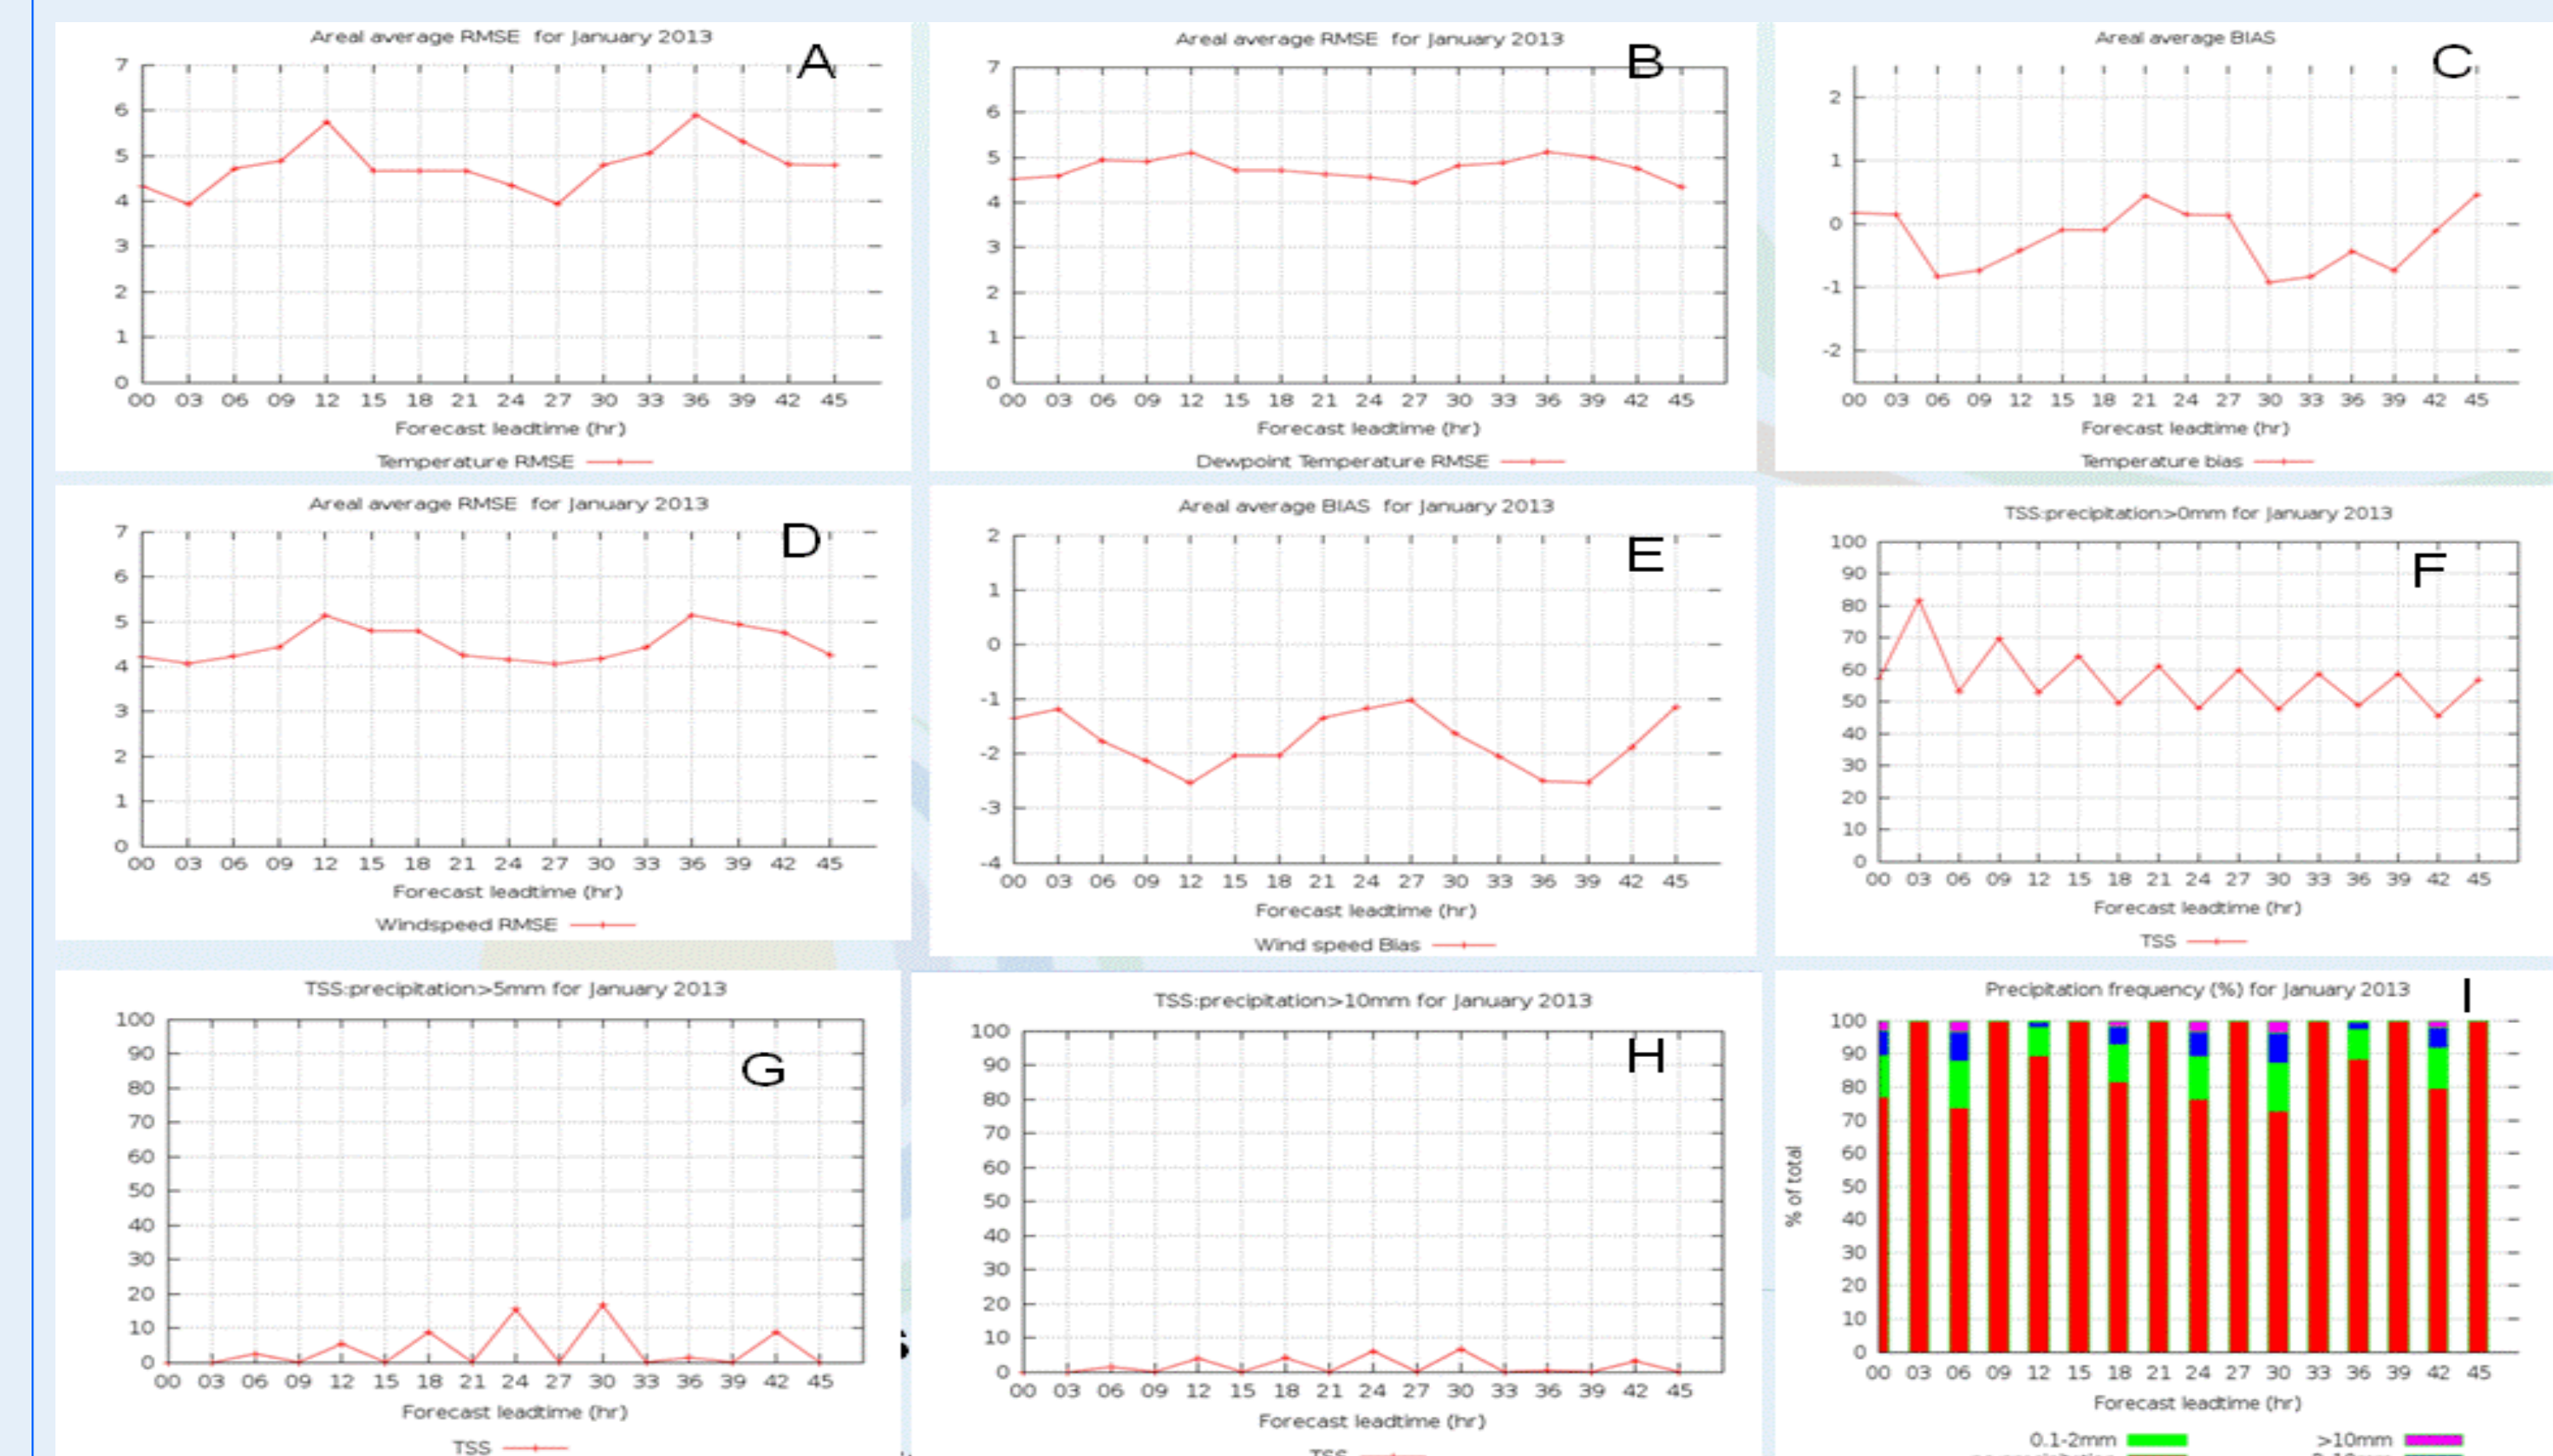 Areal average RMSE for January 2013
A
7
6
5
4
3
2
1
0
00 03 06 09 12 15 18 21 24 27 30 33 36 39 42 45
Forecast leadtime (hr)
Temperature RMSE
Areal average RMSE for January 2013
B
7
6
5
4
3
2
1
0
00 03 06 09 12 15 18 21 24 27 30 33 36 39 42 45
Forecast leadtime (hr)
Dewpoint Temperature RMSE
Areal average BIAS
C
2
1
0
-1
-2
00 03 06 09 12 15 18 21 24 27 30 33 36 39 42 45
Forecast leadtime (hr)
Temperature bias
Areal average RMSE for January 2013
D
7
6
5
4
3
2
1
0
00 03 06 09 12 15 18 21 24 27 30 33 36 39 42 45
Forecast leadtime (hr)
Windspeed RMSE
Areal average BIAS for January 2013
E
2
1
0
-1
-2
-3
-4
00 03 06 09 12 15 18 21 24 27 30 33 36 39 42 45
Forecast leadtime (hr)
Wind speed Bias
TSS:precipitation>0mm for January 2013
F
100
90
80
70
60
50
40
30
20
10
0
00 03 06 09 12 15 18 21 24 27 30 33 36 39 42 45
Forecast leadtime (hr)
TSS
TSS:precipitation>5mm for January 2013
G
100
90
80
70
60
50
40
30
20
10
0
00 03 06 09 12 15 18 21 24 27 30 33 36 39 42 45
Forecast leadtime (hr)
TSS
TSS:precipitation>10mm for January 2013
H
100
90
80
70
60
50
40
30
20
10
0
00 03 06 09 12 15 18 21 24 27 30 33 36 39 42 45
Forecast leadtime (hr)
Precipitation frequency (%) for January 2013
I
100
90
80
70
60
50
40
30
20
10
0
% of total
00 03 06 09 12 15 18 21 24 27 30 33 36 39 42 45
Forecast leadtime (hr)
0.1-2mm >10mm